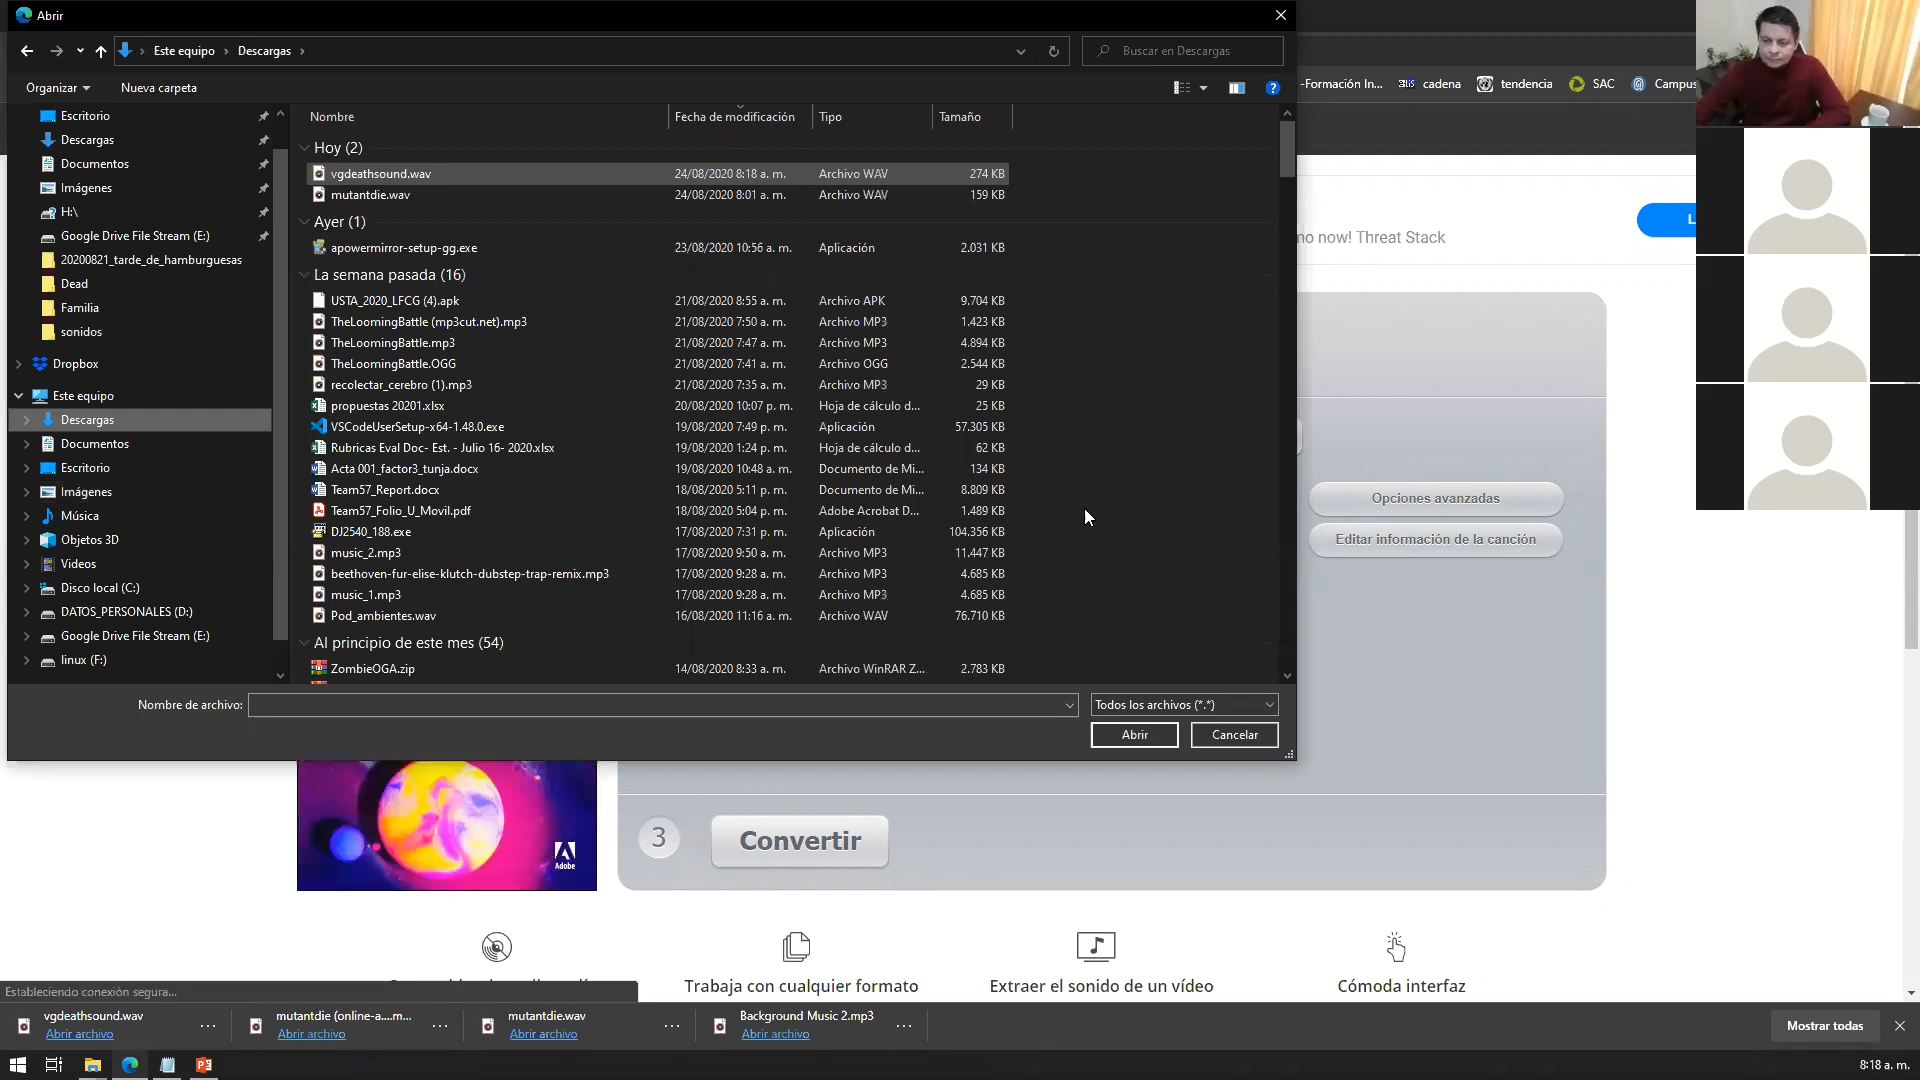 Abrir
Este equipo
Descargas
Buscar en Descargas
Organizar
Nueva carpeta
-Formación In...
cadena
tendencia
SAC
Campus
Escritorio
Descargas
Documentos
Imágenes
H:\
Google Drive File Stream (E:)
20200821_tarde_de_hamburguesas
Dead
Familia
sonidos
Dropbox
Este equipo
Descargas
Documentos
Escritorio
Imágenes
Música
Objetos 3D
Videos
Disco local (C:)
DATOS_PERSONALES (D:)
Google Drive File Stream (E:)
linux (F:)
Nombre Fecha de modificación Tipo Tamaño
Hoy (2)
vgdeathsound.wav 24/08/2020 8:18 a. m. Archivo WAV 274 KB
mutantdie.wav 24/08/2020 8:01 a. m. Archivo WAV 159 KB
Ayer (1)
apowermirror-setup-gg.exe 23/08/2020 10:56 a. m. Aplicación 2.031 KB
La semana pasada (16)
USTA_2020_LFCG (4).apk 21/08/2020 8:55 a. m. Archivo APK 9.704 KB
TheLoomingBattle (mp3cut.net).mp3 21/08/2020 7:50 a. m. Archivo MP3 1.423 KB
TheLoomingBattle.mp3 21/08/2020 7:47 a. m. Archivo MP3 4.894 KB
TheLoomingBattle.OGG 21/08/2020 7:41 a. m. Archivo OGG 2.544 KB
recolectar_cerebro (1).mp3 21/08/2020 7:35 a. m. Archivo MP3 29 KB
propuestas 20201.xlsx 20/08/2020 10:07 p. m. Hoja de cálculo d... 25 KB
VSCodeUserSetup-x64-1.48.0.exe 19/08/2020 7:49 p. m. Aplicación 57.305 KB
Rubricas Eval Doc- Est. - Julio 16- 2020.xlsx 19/08/2020 1:24 p. m. Hoja de cálculo d... 62 KB
Acta 001_factor3_tunja.docx 19/08/2020 10:48 a. m. Documento de Mi... 134 KB
Team57_Report.docx 18/08/2020 5:11 p. m. Documento de Mi... 8.809 KB
Team57_Folio_U_Movil.pdf 18/08/2020 5:04 p. m. Adobe Acrobat D... 1.489 KB
DJ2540_188.exe 17/08/2020 7:31 p. m. Aplicación 104.356 KB
music_2.mp3 17/08/2020 9:50 a. m. Archivo MP3 11.447 KB
beethoven-fur-elise-klutch-dubstep-trap-remix.mp3 17/08/2020 9:28 a. m. Archivo MP3 4.685 KB
music_1.mp3 17/08/2020 9:28 a. m. Archivo MP3 4.685 KB
Pod_ambientes.wav 16/08/2020 11:16 a. m. Archivo WAV 76.710 KB
Al principio de este mes (54)
ZombieOGA.zip 14/08/2020 8:33 a. m. Archivo WinRAR Z... 2.783 KB
Nombre de archivo:
Todos los archivos (*.*)
Abrir
Cancelar
L
mo now! Threat Stack
Opciones avanzadas
Editar información de la canción
Adobe
3
Convertir
Trabaja con cualquier formato
Extraer el sonido de un vídeo
Cómoda interfaz
Estableciendo conexión segura...
vgdeathsound.wav
Abrir archivo
mutantdie (online-a....m...
Abrir archivo
mutantdie.wav
Abrir archivo
Background Music 2.mp3
Abrir archivo
Mostrar todas
8:18 a. m.